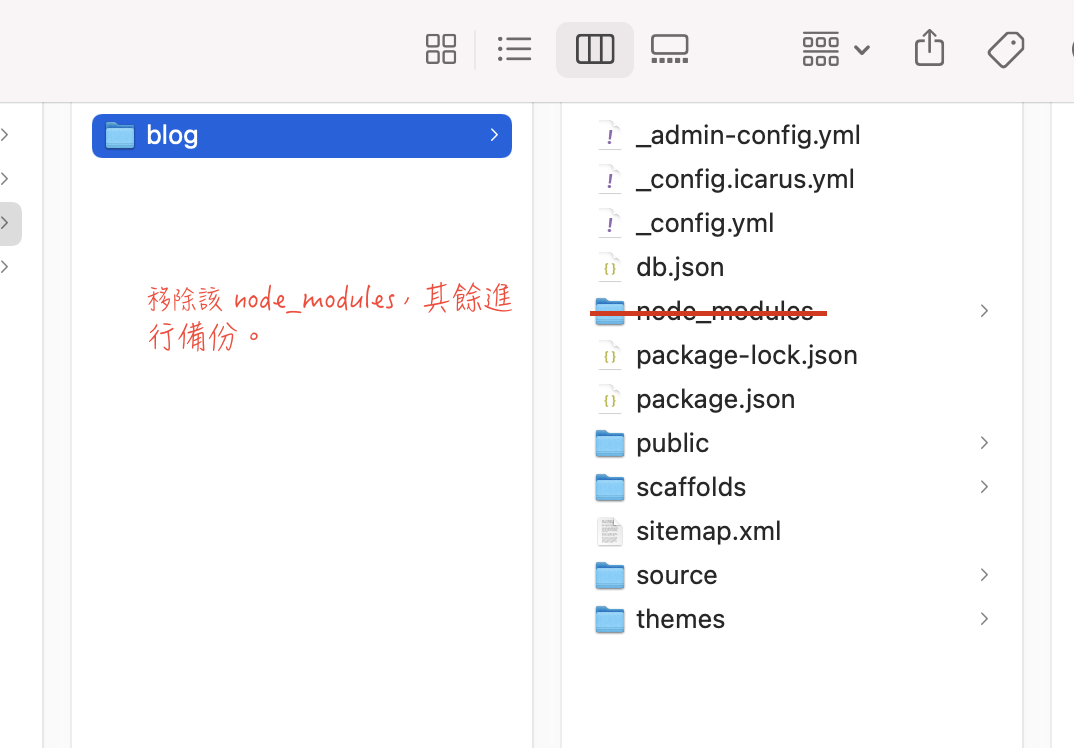 blog
移除該 node_modules，其餘進
行備份。
_admin-config.yml
_config.icarus.yml
_config.yml
db.json
node_modules
package-lock.json
package.json
public
scaffolds
sitemap.xml
source
themes